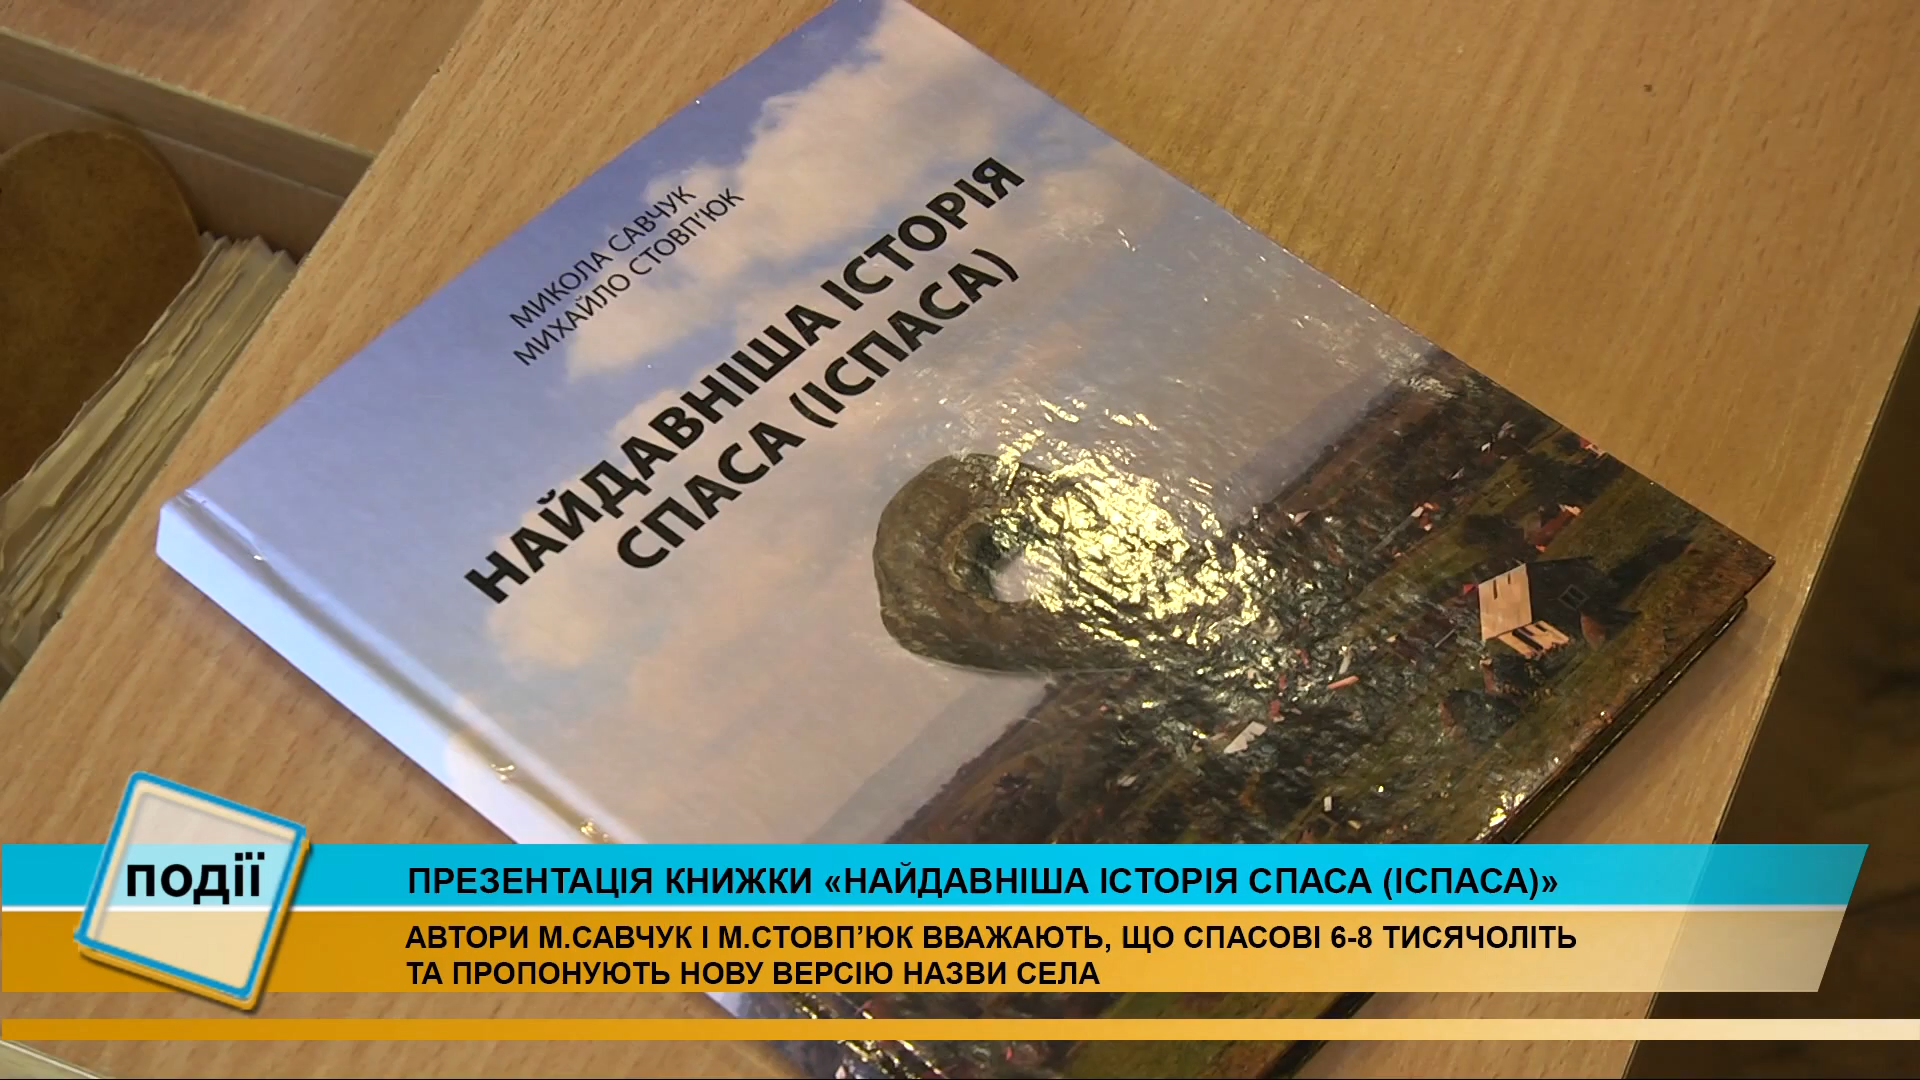 МИКОЛА САВЧУК
МИХАЙЛО СТОВП'ЮК
НАЙДАВНІША ІСТОРІЯ
СПАСА (ІСПАСА)
події
ПРЕЗЕНТАЦІЯ КНИЖКИ «НАЙДАВНІША ІСТОРІЯ СПАСА (ІСПАСА)»
АВТОРИ М.САВЧУК І М.СТОВП’ЮК ВВАЖАЮТЬ, ЩО СПАСОВІ 6-8 ТИСЯЧОЛІТЬ
ТА ПРОПОНУЮТЬ НОВУ ВЕРСІЮ НАЗВИ СЕЛА